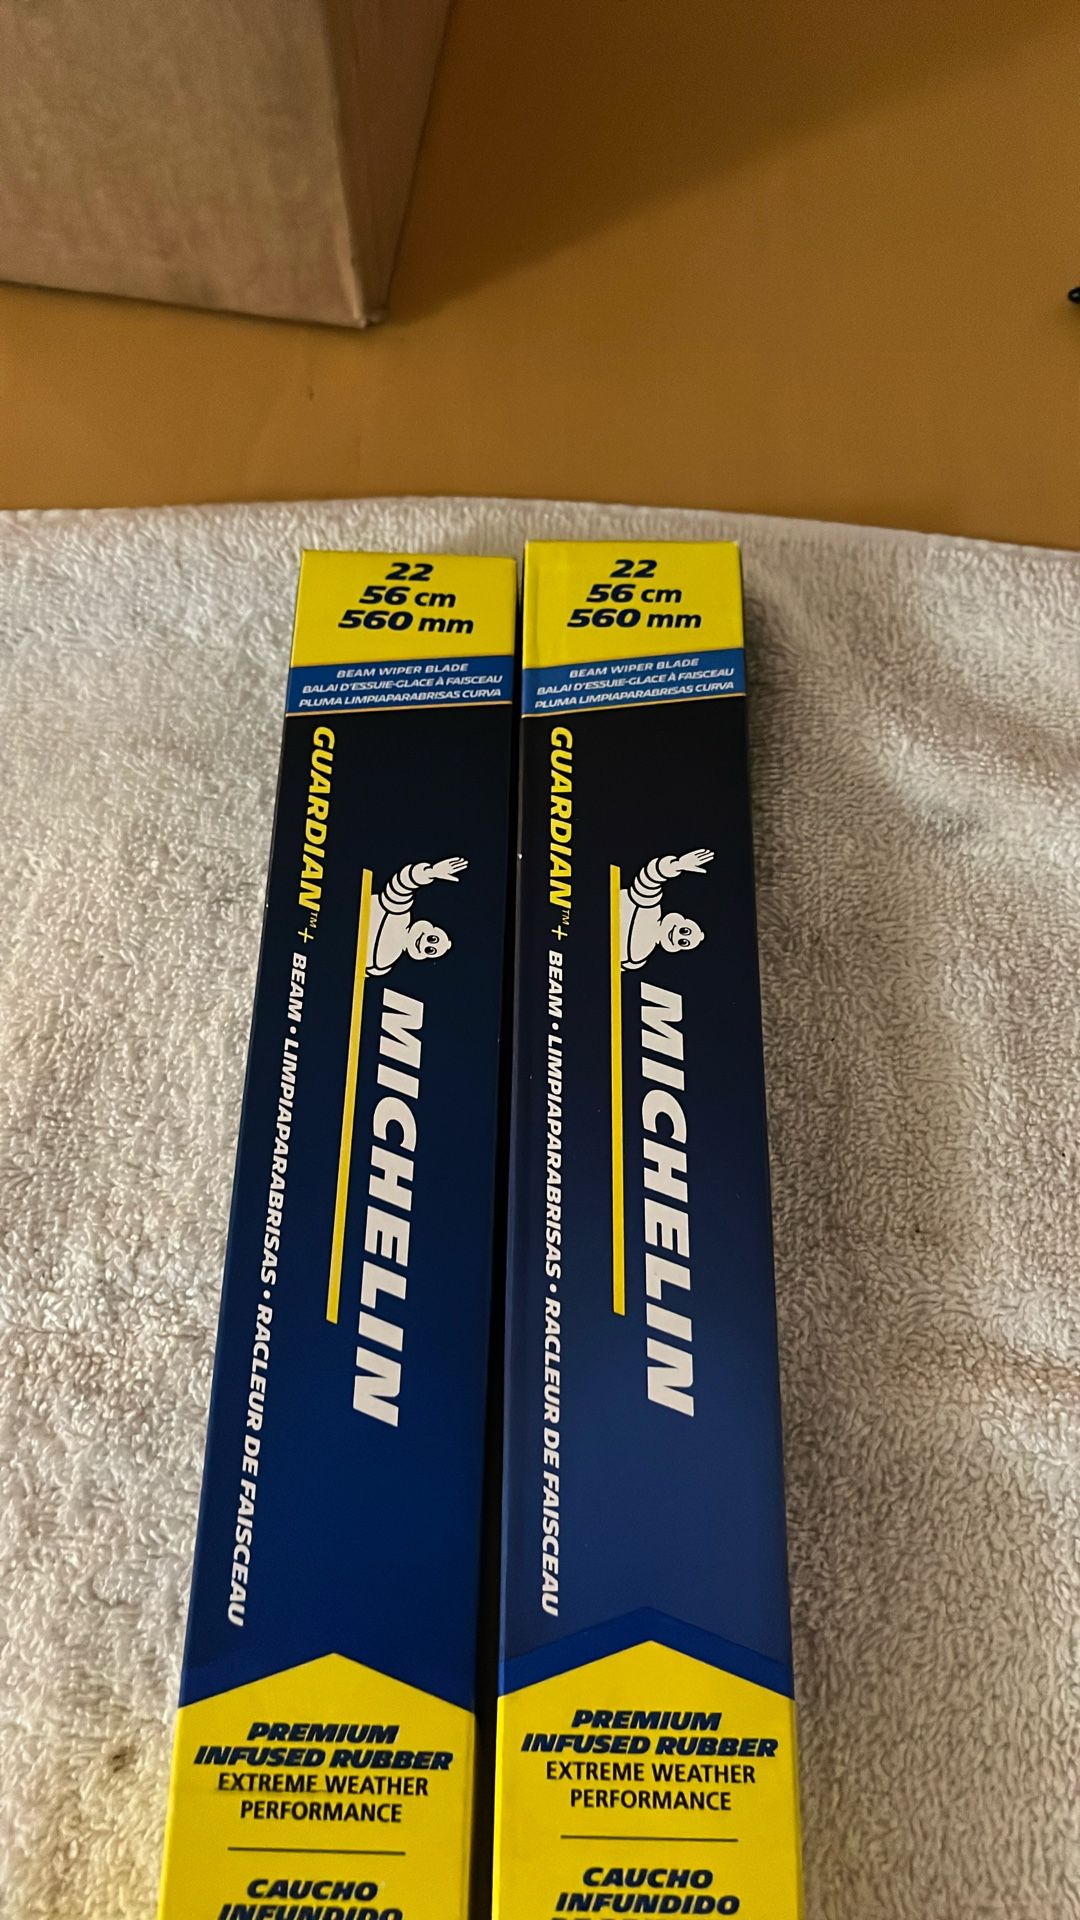 22
56 cm
560 mm
BEAM WIPER BLADE
BALAI D'ESSUIE-GLACE À FAISCEAU
PLUMA LIMPIAPARABRISAS CURVA
GUARDIAN™+ BEAM • LIMPIAPARABRISAS • RACLEUR DE FAISCEAU
MICHELIN
PREMIUM
INFUSED RUBBER
EXTREME WEATHER
PERFORMANCE
CAUCHO
INFUNDIDO
22
56 cm
560 mm
BEAM WIPER BLADE
BALAI D'ESSUIE-GLACE À FAISCEAU
PLUMA LIMPIAPARABRISAS CURVA
GUARDIAN™+ BEAM • LIMPIAPARABRISAS • RACLEUR DE FAISCEAU
MICHELIN
PREMIUM
INFUSED RUBBER
EXTREME WEATHER
PERFORMANCE
CAUCHO
INFUNDIDO